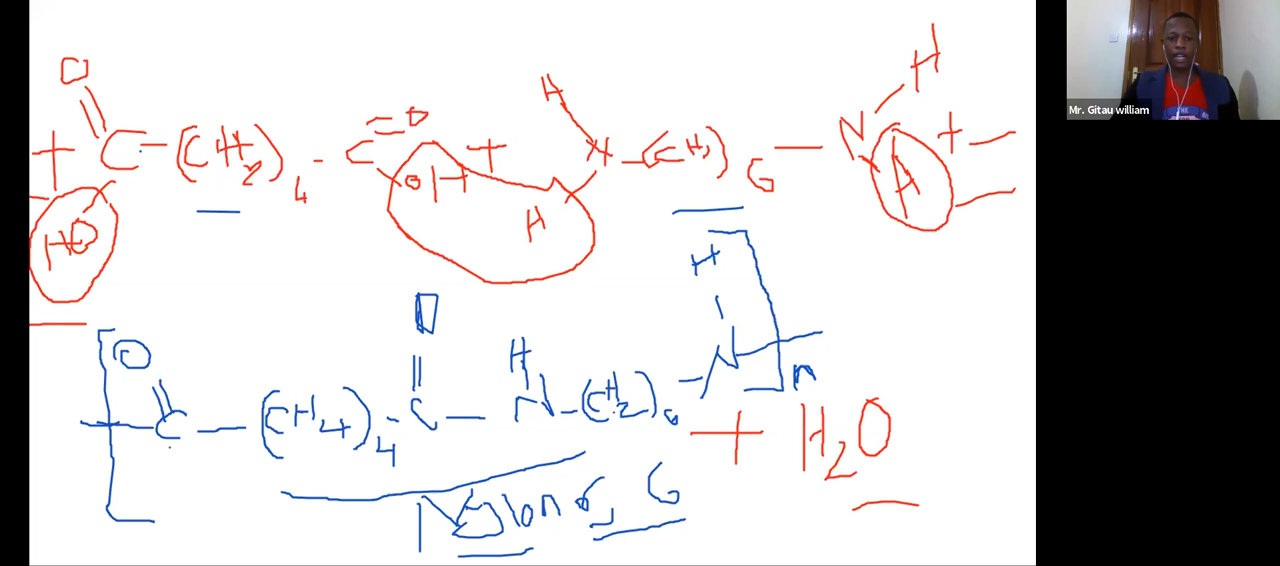 O H
H
+ C - (CH2)4 - C = O + N - (CH2)6 - N +
HO OH H H
Mr. Gitau william
H
O
O H
C - (CH4)4 - C - N - (CH2)6 - N n
+ H2O
Nylon 6, 6